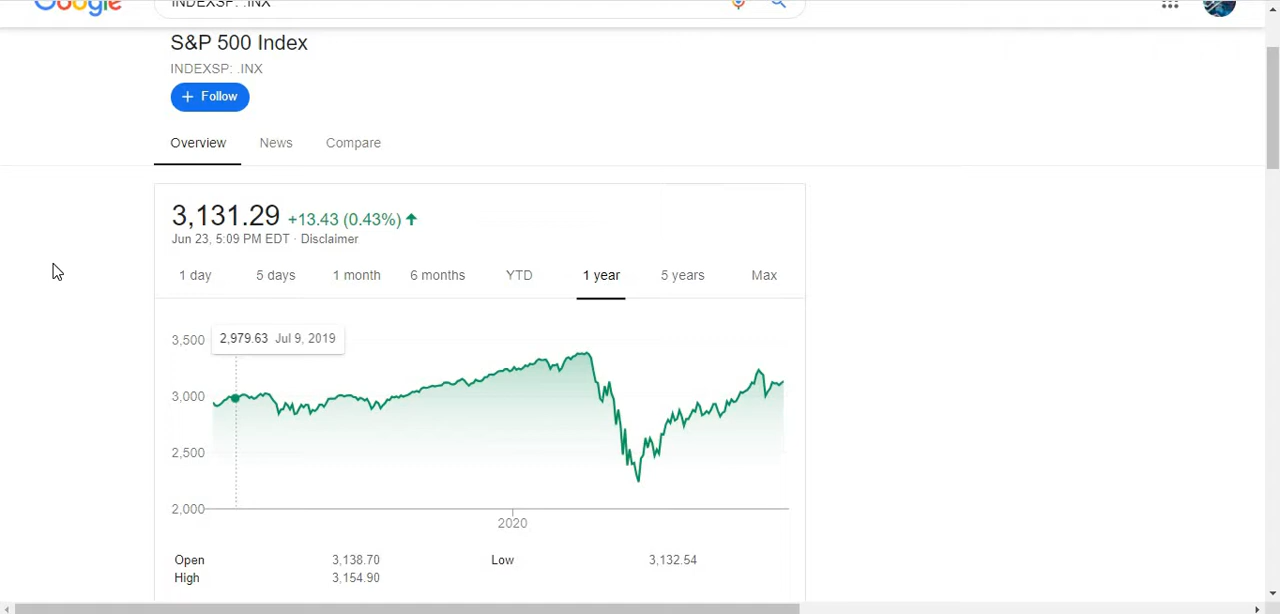 Google
INDEXSP: .INX
S&P 500 Index
INDEXSP: .INX
+ Follow
Overview News Compare
3,131.29 +13.43 (0.43%) ↑
Jun 23, 5:09 PM EDT · Disclaimer
1 day 5 days 1 month 6 months YTD 1 year 5 years Max
2,979.63 Jul 9, 2019
3,500
3,000
2,500
2,000
2020
Open 3,138.70 Low 3,132.54
High 3,154.90